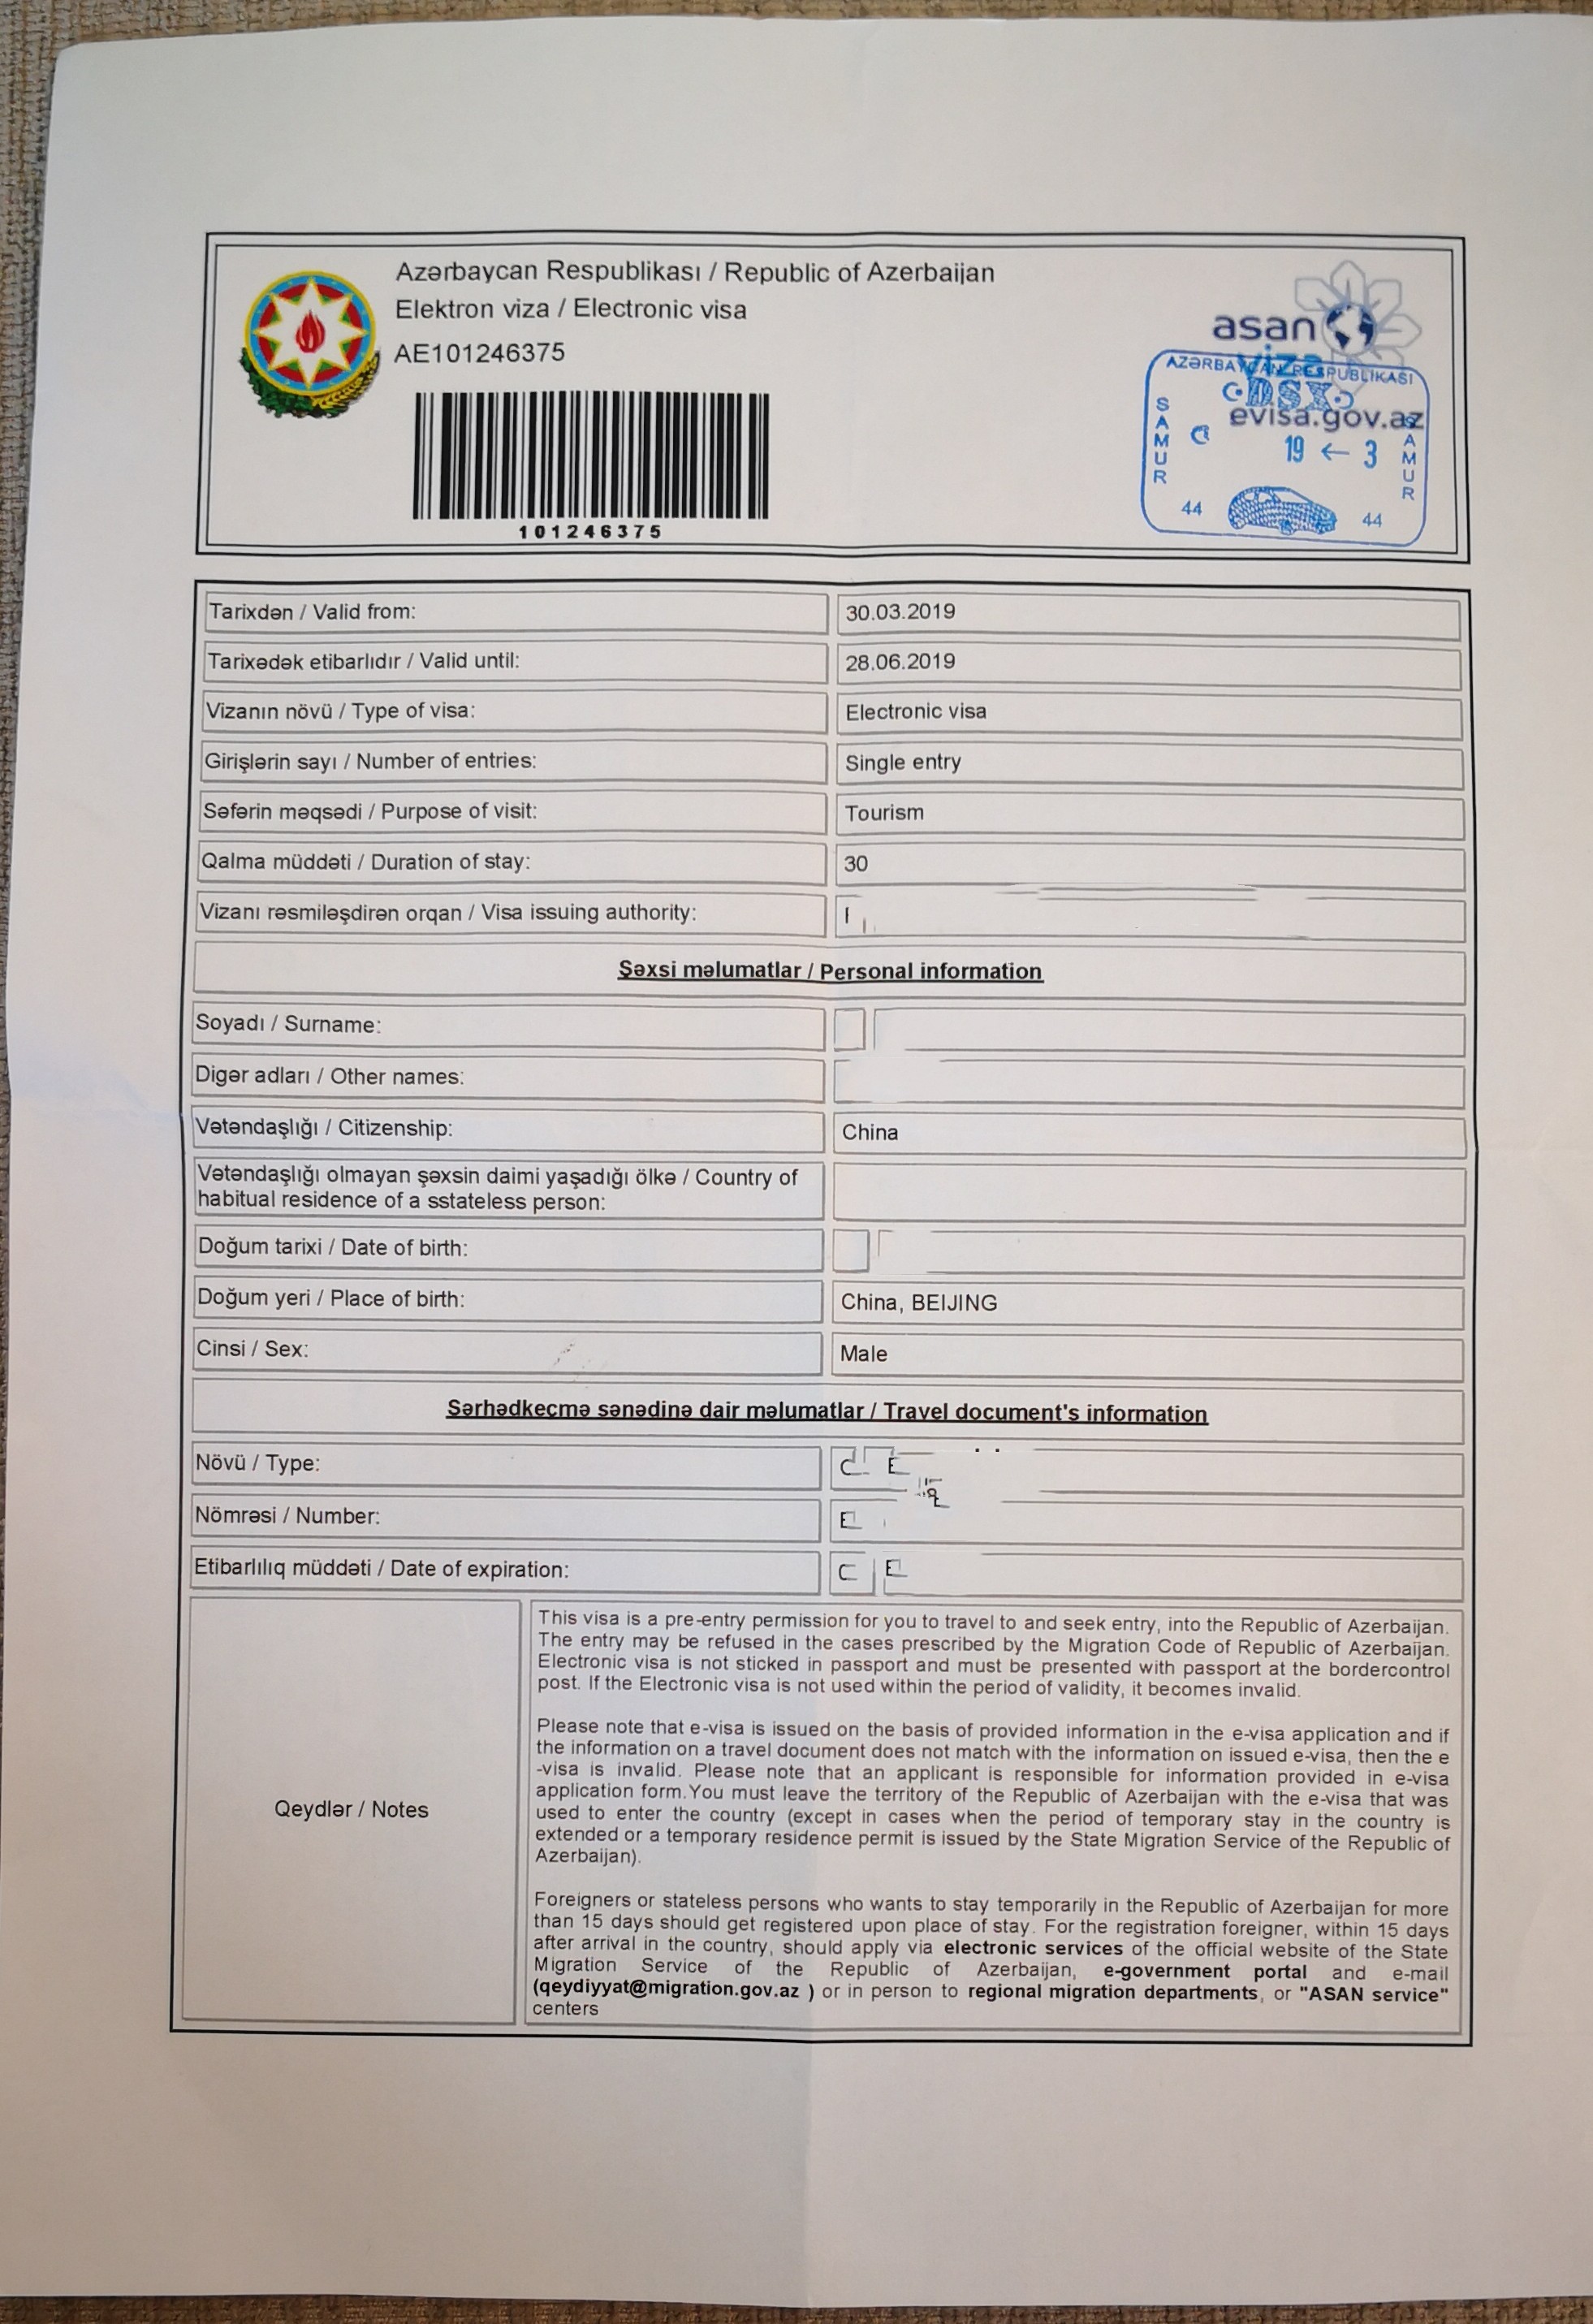 Azərbaycan Respublikası / Republic of Azerbaijan
Elektron viza / Electronic visa
AE101246375
101246375
asan
viza
evisa.gov.az
AZƏRBAYCAN RESPUBLIKASI
DSX
SAMUR
SAMUR
19 ← 3
44
44
Tarixdən / Valid from: 30.03.2019
Tarixədək etibarlıdır / Valid until: 28.06.2019
Vizanın növü / Type of visa: Electronic visa
Girişlərin sayı / Number of entries: Single entry
Səfərin məqsədi / Purpose of visit: Tourism
Qalma müddəti / Duration of stay: 30
Vizanı rəsmiləşdirən orqan / Visa issuing authority:
Şəxsi məlumatlar / Personal information
Soyadı / Surname:
Digər adları / Other names:
Vətəndaşlığı / Citizenship: China
Vətəndaşlığı olmayan şəxsin daimi yaşadığı ölkə / Country of
habitual residence of a sstateless person:
Doğum tarixi / Date of birth:
Doğum yeri / Place of birth: China, BEIJING
Cinsi / Sex: Male
Sərhədkecmə sənədinə dair məlumatlar / Travel document's information
Növü / Type:
Nömrəsi / Number:
Etibarlılıq müddəti / Date of expiration:
Qeydlər / Notes
This visa is a pre-entry permission for you to travel to and seek entry, into the Republic of Azerbaijan.
The entry may be refused in the cases prescribed by the Migration Code of Republic of Azerbaijan.
Electronic visa is not sticked in passport and must be presented with passport at the bordercontrol
post. If the Electronic visa is not used within the period of validity, it becomes invalid.
Please note that e-visa is issued on the basis of provided information in the e-visa application and if
the information on a travel document does not match with the information on issued e-visa, then the e
-visa is invalid. Please note that an applicant is responsible for information provided in e-visa
application form.You must leave the territory of the Republic of Azerbaijan with the e-visa that was
used to enter the country (except in cases when the period of temporary stay in the country is
extended or a temporary residence permit is issued by the State Migration Service of the Republic of
Azerbaijan).
Foreigners or stateless persons who wants to stay temporarily in the Republic of Azerbaijan for more
than 15 days should get registered upon place of stay. For the registration foreigner, within 15 days
after arrival in the country, should apply via electronic services of the official website of the State
Migration Service of the Republic of Azerbaijan, e-government portal and e-mail
(qeydiyyat@migration.gov.az ) or in person to regional migration departments, or "ASAN service"
centers